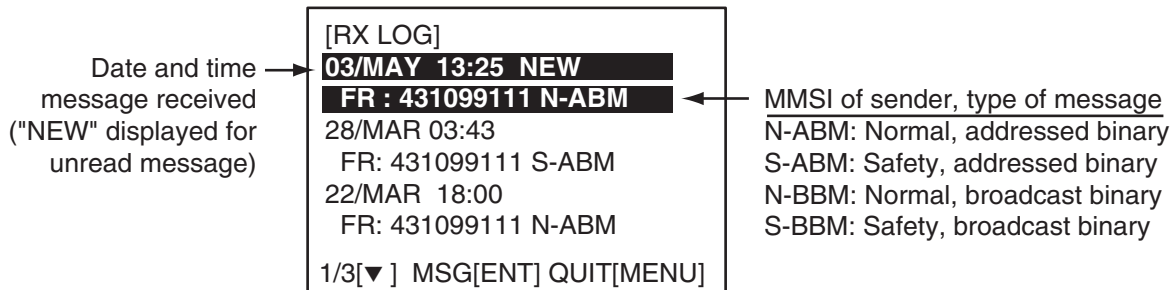 Date and time
message received
("NEW" displayed for
unread message)
[RX LOG]
03/MAY 13:25 NEW
FR : 431099111 N-ABM
28/MAR 03:43
FR: 431099111 S-ABM
22/MAR 18:00
FR: 431099111 N-ABM
1/3[▼ ] MSG[ENT] QUIT[MENU]
MMSI of sender, type of message
N-ABM: Normal, addressed binary
S-ABM: Safety, addressed binary
N-BBM: Normal, broadcast binary
S-BBM: Safety, broadcast binary